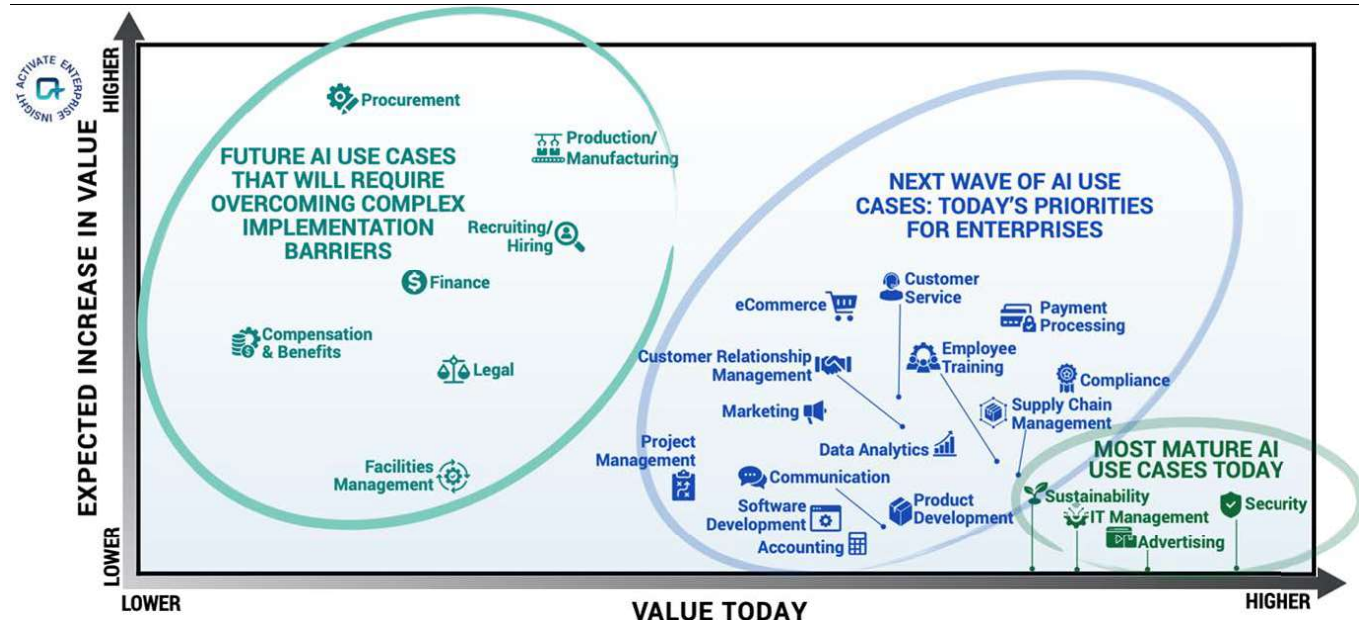 ACTIVATE ENTERPRISE INSIGHT
HIGHER
EXPECTED INCREASE IN VALUE
LOWER
Procurement
Production/
Manufacturing
FUTURE AI USE CASES
THAT WILL REQUIRE
OVERCOMING COMPLEX
IMPLEMENTATION
BARRIERS
Recruiting/
Hiring
Finance
Compensation
& Benefits
Legal
Facilities
Management
NEXT WAVE OF AI USE
CASES: TODAY'S PRIORITIES
FOR ENTERPRISES
Customer
Service
eCommerce
Payment
Processing
Customer Relationship
Management
Employee
Training
Compliance
Marketing
Supply Chain
Management
Project
Management
Data Analytics
Communication
Software
Development
Product
Development
Accounting
MOST MATURE AI
USE CASES TODAY
Sustainability
IT Management
Security
Advertising
LOWER
VALUE TODAY
HIGHER